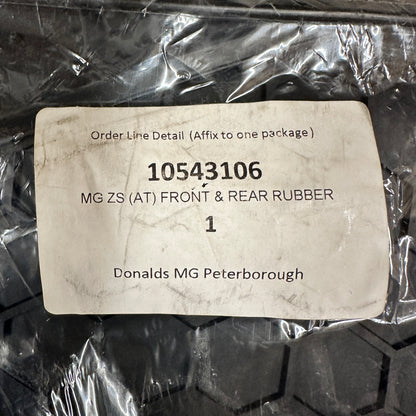 Order Line Detail (Affix to one package)
10543106
MG ZS (AT) FRONT & REAR RUBBER
1
Donalds MG Peterborough